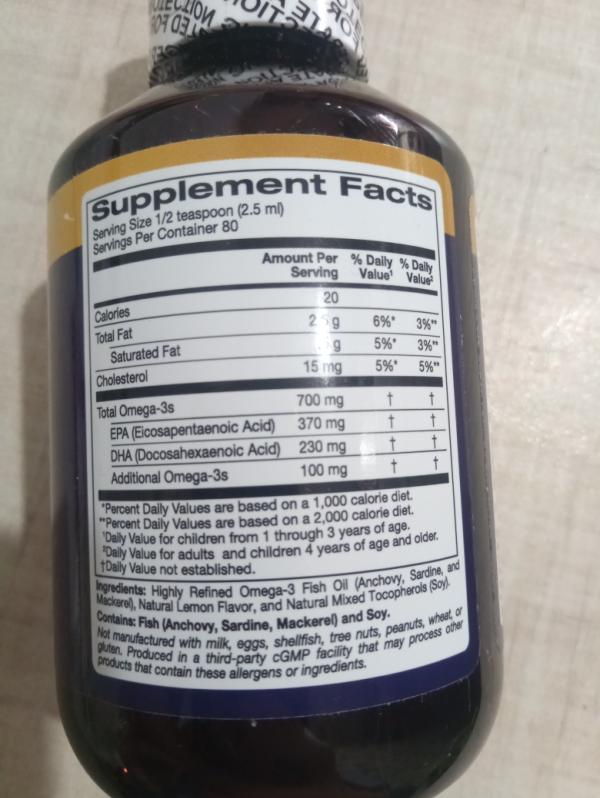 Supplement Facts
Serving Size 1/2 teaspoon (2.5 ml)
Servings Per Container 80
Amount Per Serving % Daily Value¹ % Daily Value²
Calories 20
Total Fat 2.5 g 6%* 3%**
Saturated Fat g 5%* 3%**
Cholesterol 15 mg 5%* 5%**
Total Omega-3s 700 mg † †
EPA (Eicosapentaenoic Acid) 370 mg † †
DHA (Docosahexaenoic Acid) 230 mg † †
Additional Omega-3s 100 mg † †
*Percent Daily Values are based on a 1,000 calorie diet.
**Percent Daily Values are based on a 2,000 calorie diet.
¹Daily Value for children from 1 through 3 years of age.
²Daily Value for adults and children 4 years of age and older.
†Daily Value not established.
Ingredients: Highly Refined Omega-3 Fish Oil (Anchovy, Sardine, and
Mackerel), Natural Lemon Flavor, and Natural Mixed Tocopherols (Soy).
Contains: Fish (Anchovy, Sardine, Mackerel) and Soy.
Not manufactured with milk, eggs, shellfish, tree nuts, peanuts, wheat, or
gluten. Produced in a third-party cGMP facility that may process other
products that contain these allergens or ingredients.